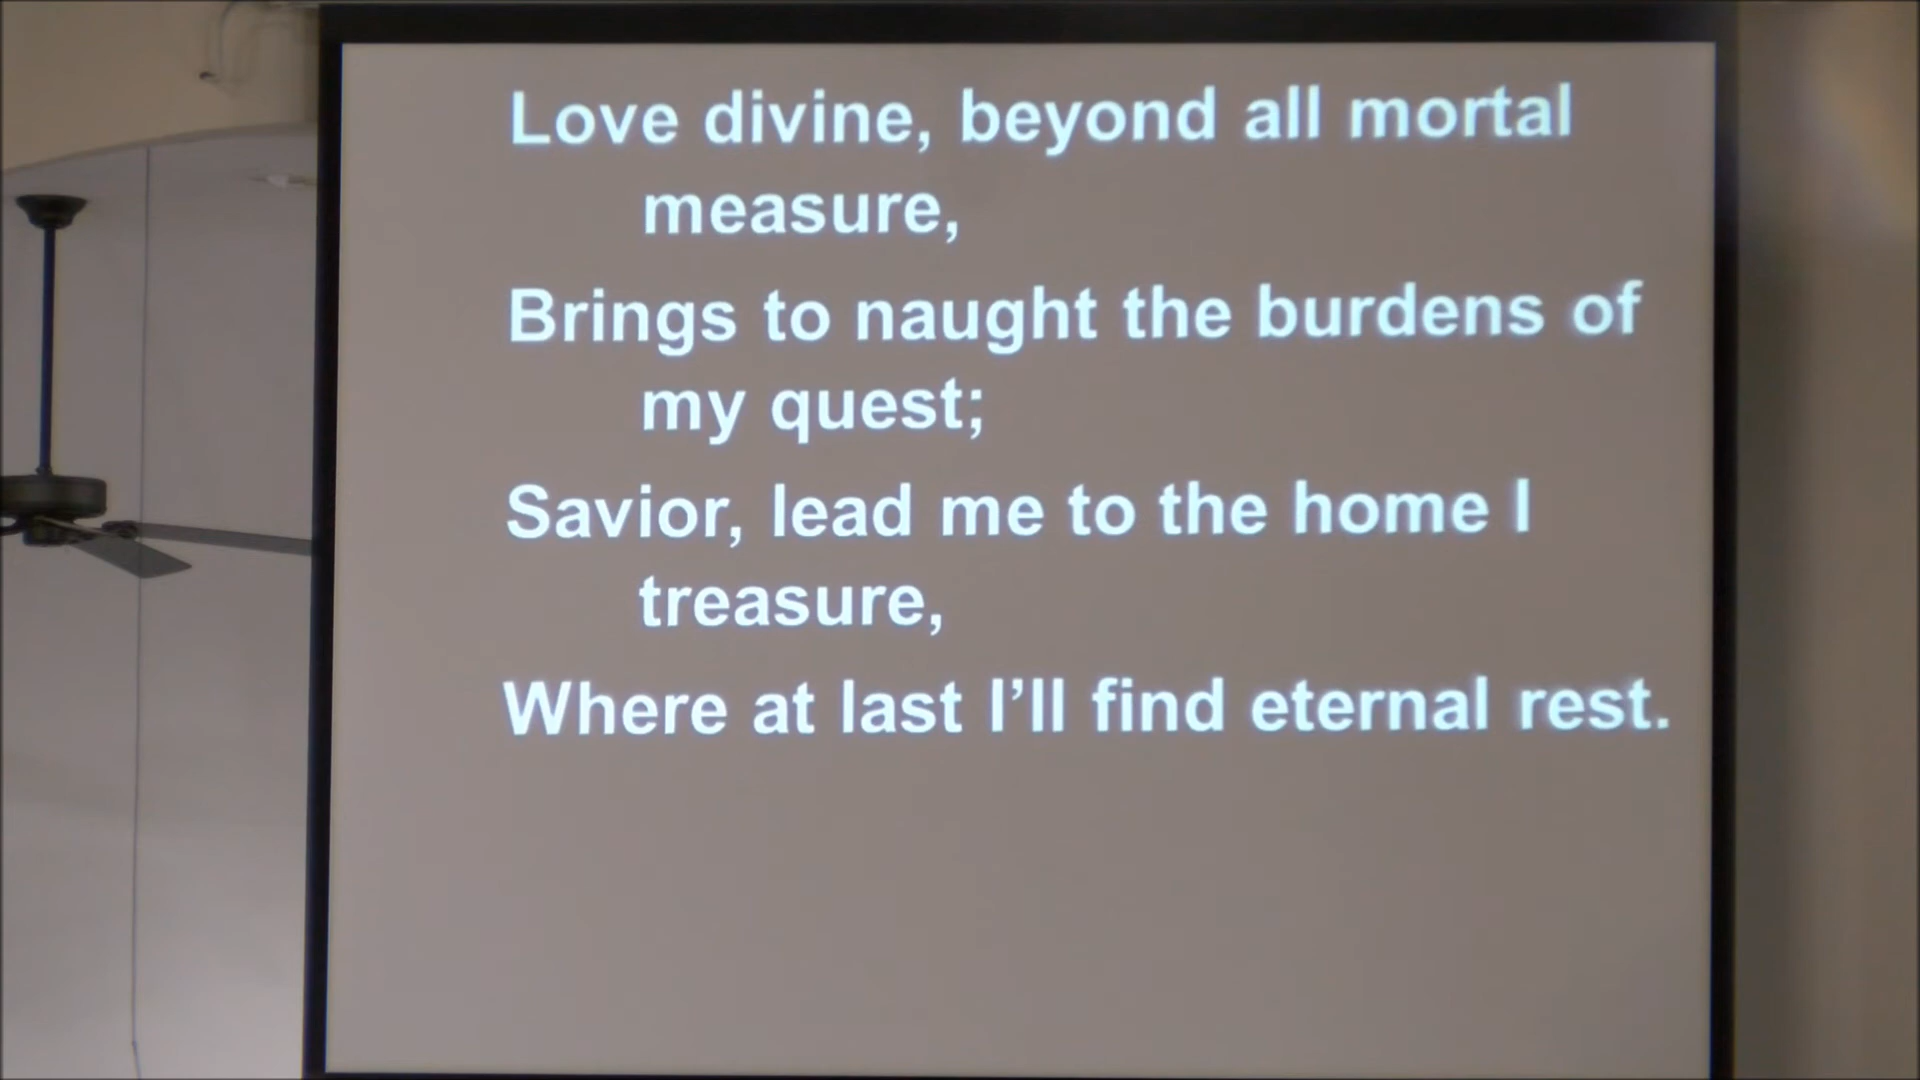 Love divine, beyond all mortal
measure,
Brings to naught the burdens of
my quest;
Savior, lead me to the home I
treasure,
Where at last I’ll find eternal rest.